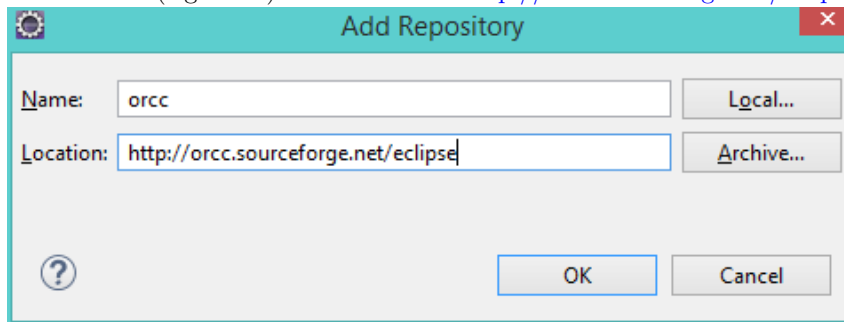 Add Repository
Name: orcc Local...
Location: http://orcc.sourceforge.net/eclipse Archive...
? OK Cancel